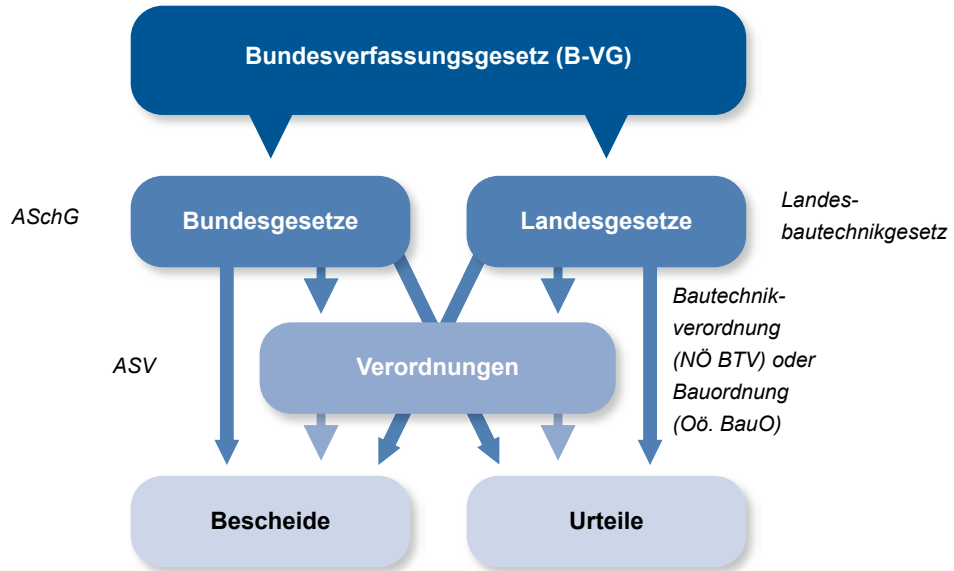 Bundesverfassungsgesetz (B-VG)
ASchG
Bundesgesetze
Landesgesetze
Landes-
bautechnikgesetz
ASV
Verordnungen
Bautechnik-
verordnung
(NÖ BTV) oder
Bauordnung
(Oö. BauO)
Bescheide
Urteile